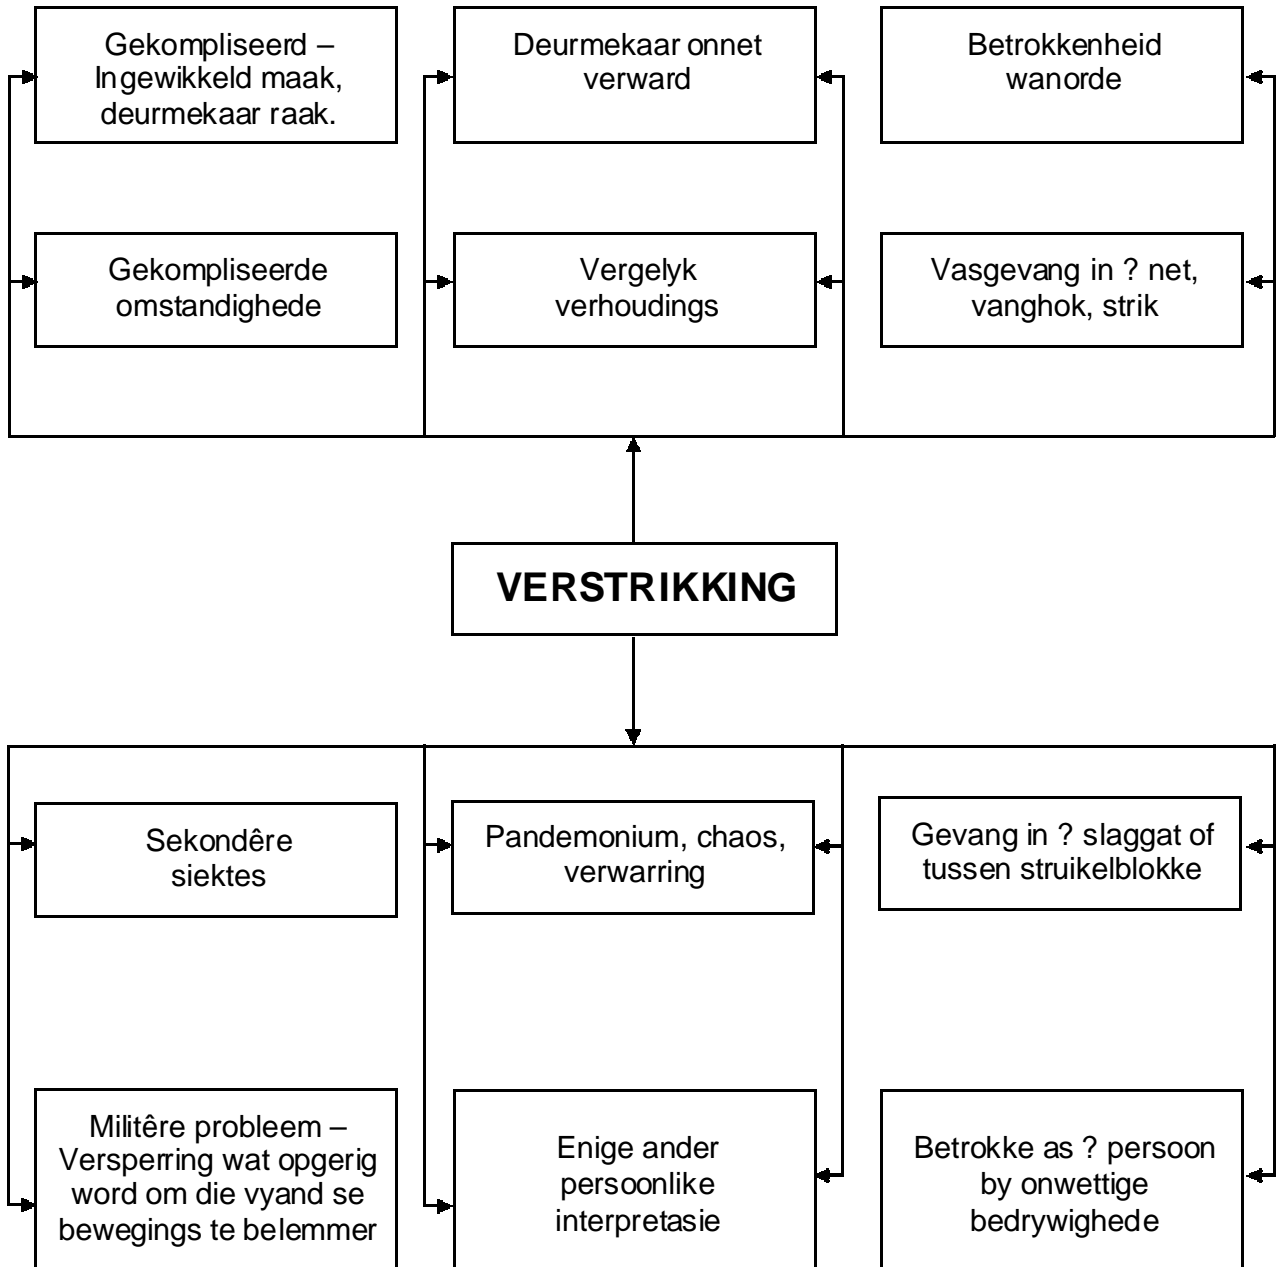 Gekompliseerd –
Ingewikkeld maak,
deurmekaar raak.
Deurmekaar onnet
verward
Betrokkenheid
wanorde
Gekompliseerde
omstandighede
Vergelyk
verhoudings
Vasgevang in ? net,
vanghok, strik
VERSTRIKKING
Sekondêre
siektes
Pandemonium, chaos,
verwarring
Gevang in ? slaggat of
tussen struikelblokke
Militêre probleem –
Versperring wat opgerig
word om die vyand se
bewegings te belemmer
Enige ander
persoonlike
interpretasie
Betrokke as ? persoon
by onwettige
bedrywighede